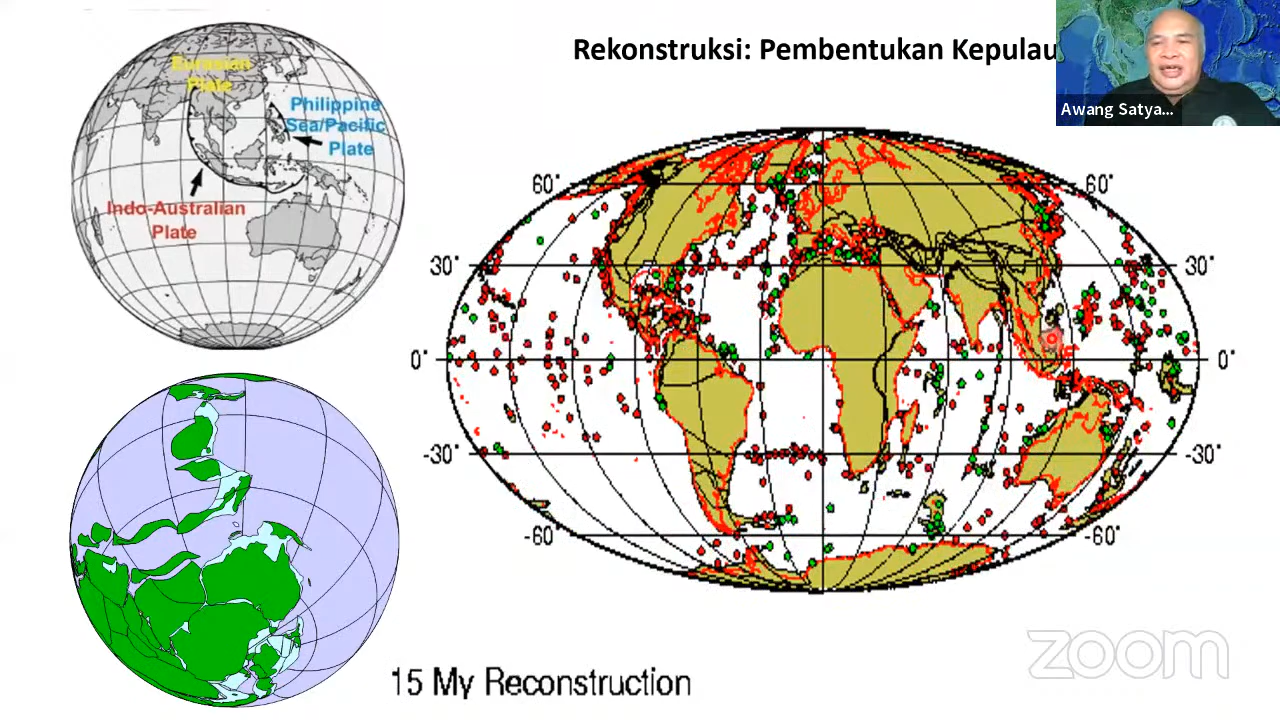 Rekonstruksi: Pembentukan Kepulau
Awang Satya...
Eurasian
Plate
Philippine
Sea/Pacific
Plate
Indo-Australian
Plate
60°
60°
30°
30°
0°
0°
-30°
-30°
-60°
-60°
15 My Reconstruction
zoom